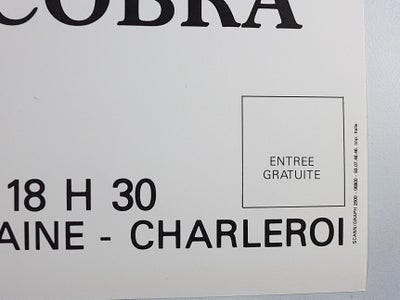 COBRA
ENTREE
GRATUITE
18 H 30
AINE - CHARLEROI